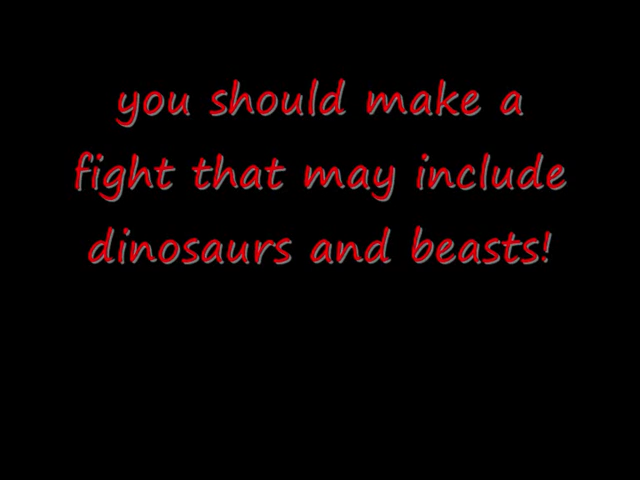 you should make a
fight that may include
dinosaurs and beasts!